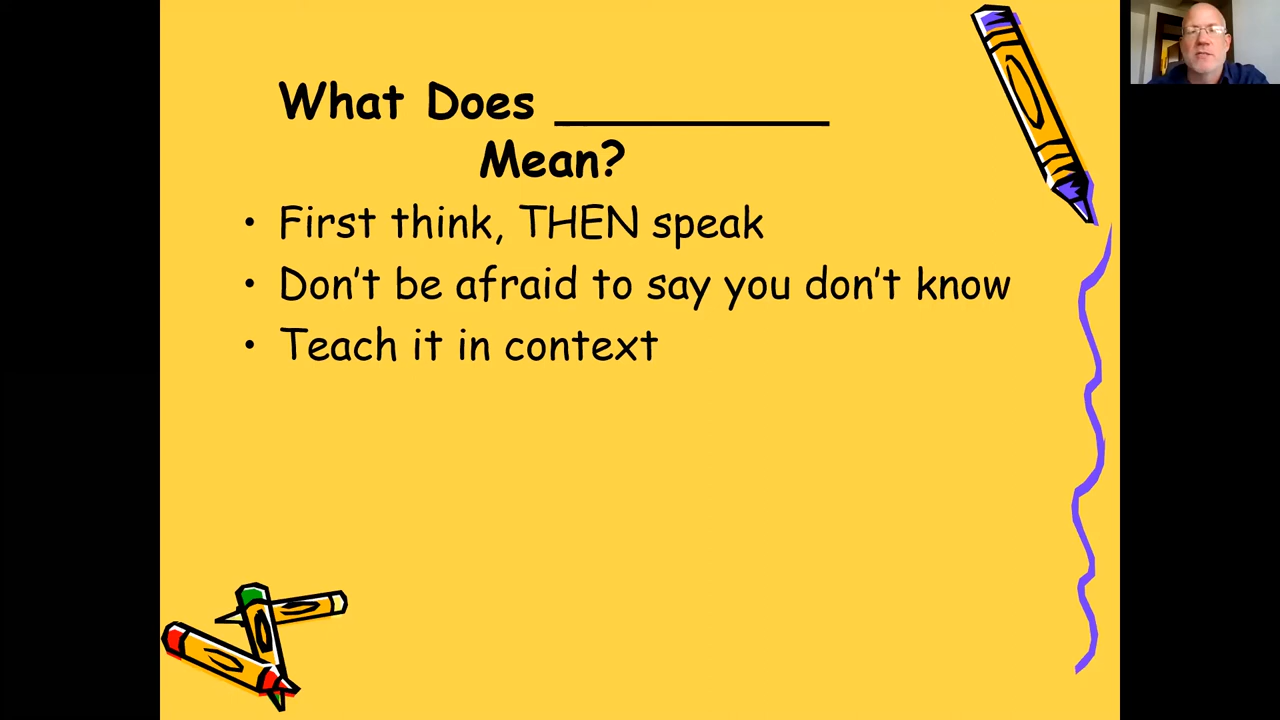 What Does __________
Mean?
• First think, THEN speak
• Don’t be afraid to say you don’t know
• Teach it in context